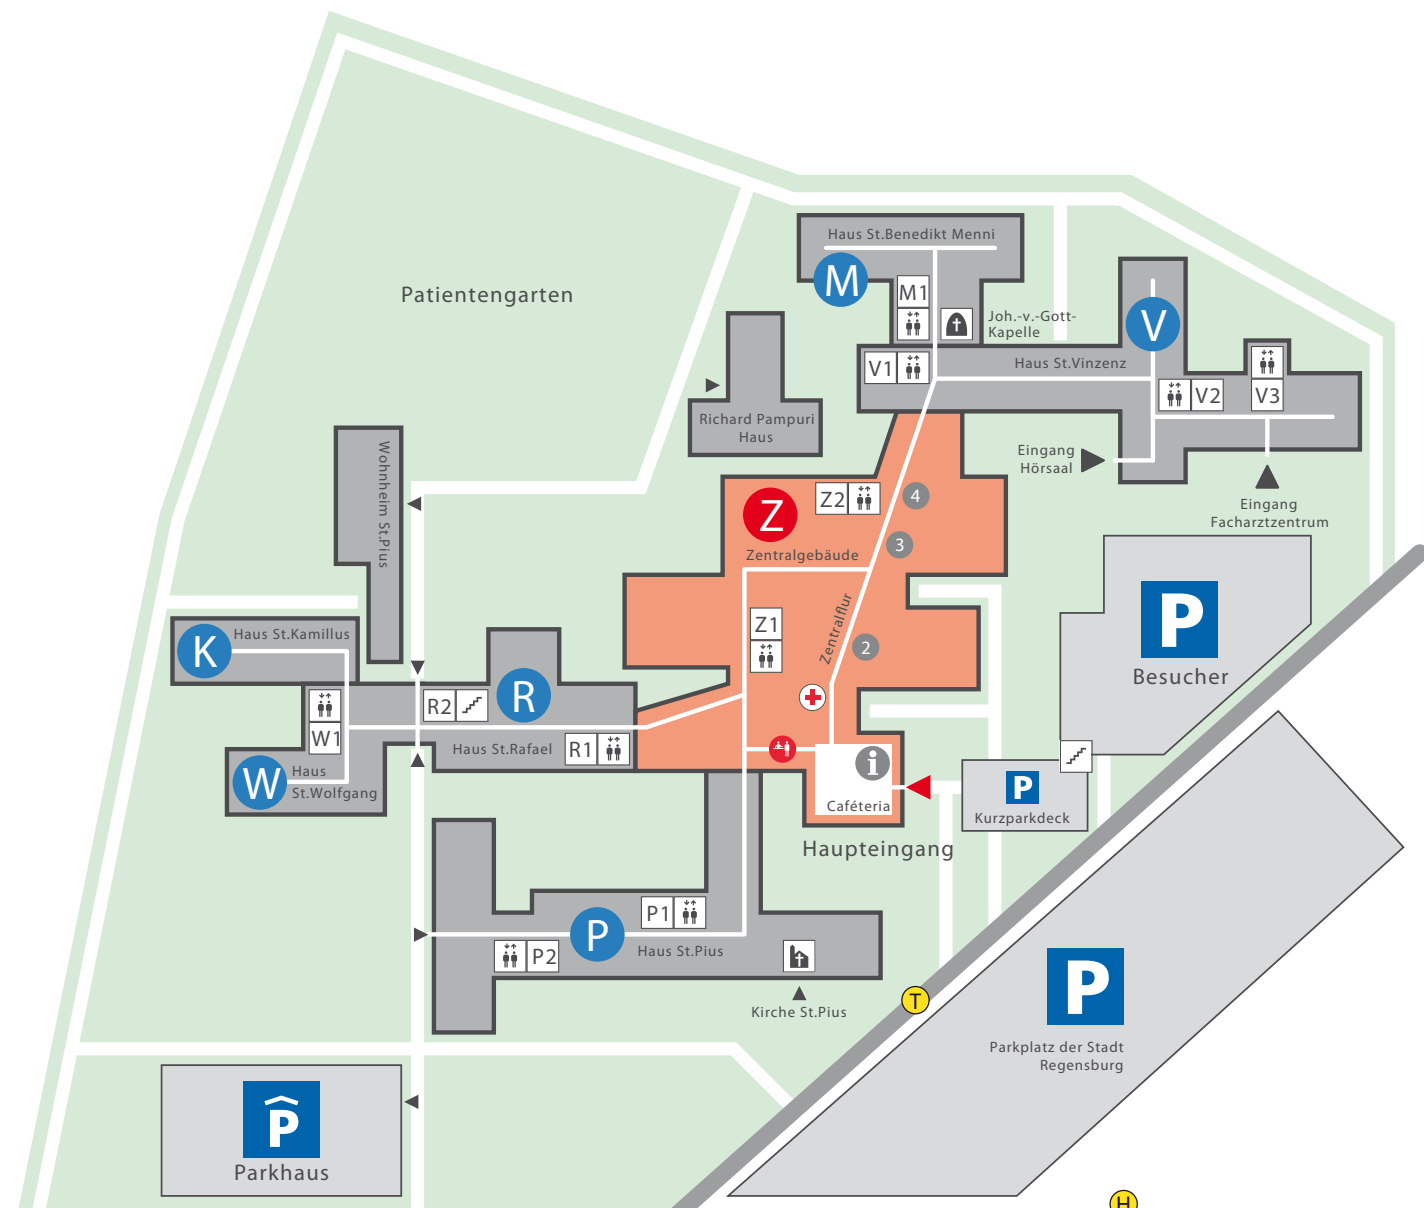 Haus St.Benedikt Menni
M
M1
Patientengarten
Joh.-v.-Gott-
Kapelle
V
V1
Haus St.Vinzenz
V2
V3
Richard Pampuri
Haus
Wohnheim St.Pius
Eingang
Hörsaal
Eingang
Facharztzentrum
Z
Z2
4
3
Zentralgebäude
Zentralflur
2
Z1
P
Besucher
K
Haus St.Kamillus
R2
R
W1
Haus St.Rafael
R1
W
Haus
St.Wolfgang
i
Caféteria
P
Kurzparkdeck
Haupteingang
P1
P
P2
Haus St.Pius
Kirche St.Pius
T
P
Parkplatz der Stadt
Regensburg
P
Parkhaus
H